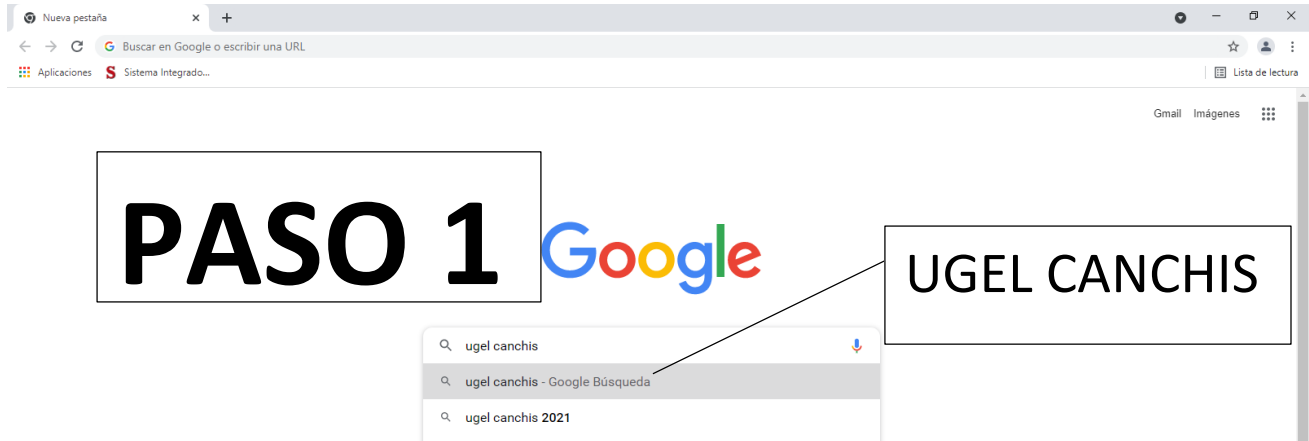 Nueva pestaña
Buscar en Google o escribir una URL
Aplicaciones Sistema Integrado... Lista de lectura
Gmail Imágenes
PASO 1
Google
UGEL CANCHIS
ugel canchis
ugel canchis - Google Búsqueda
ugel canchis 2021